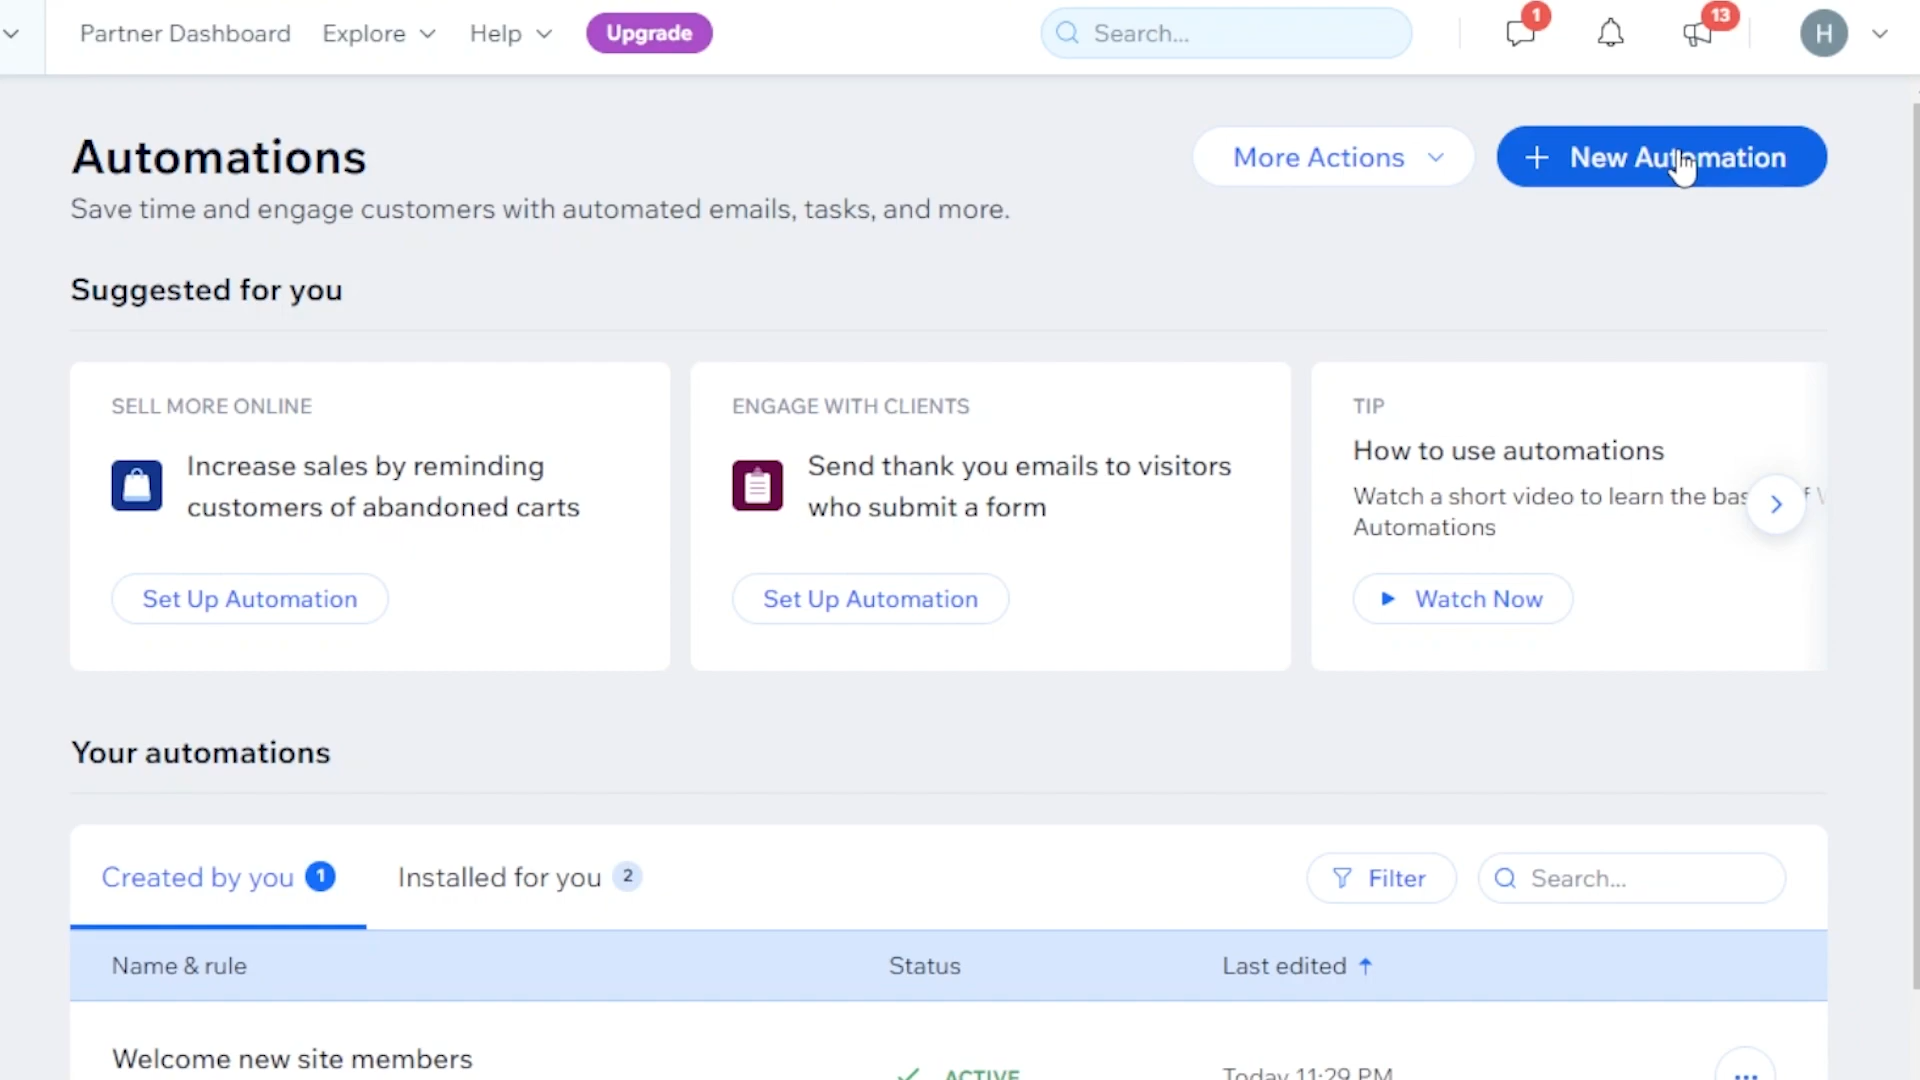 Partner Dashboard Explore Help Upgrade Search... 1 13 H
Automations
More Actions
+ New Automation
Save time and engage customers with automated emails, tasks, and more.
Suggested for you
SELL MORE ONLINE
Increase sales by reminding
customers of abandoned carts
Set Up Automation
ENGAGE WITH CLIENTS
Send thank you emails to visitors
who submit a form
Set Up Automation
TIP
How to use automations
Watch a short video to learn the
Automations
Watch Now
Your automations
Created by you 1 Installed for you 2 Filter Search...
Name & rule Status Last edited
Welcome new site members
ACTIVE Today 11:29 PM